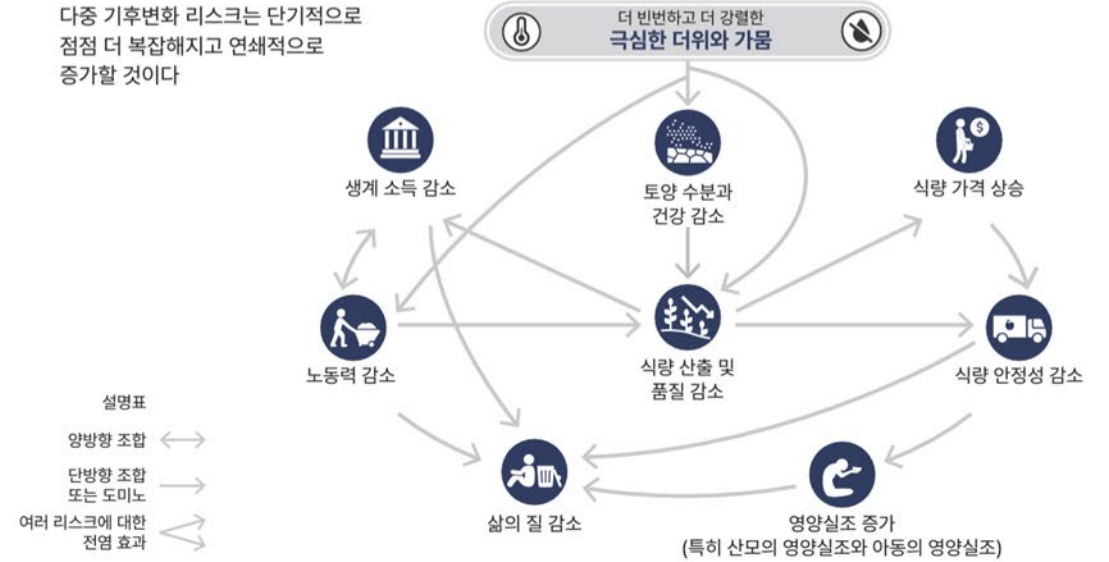 다중 기후변화 리스크는 단기적으로
점점 더 복잡해지고 연쇄적으로
증가할 것이다
더 빈번하고 더 강렬한
극심한 더위와 가뭄
생계 소득 감소
토양 수분과
건강 감소
$
식량 가격 상승
노동력 감소
식량 산출 및
품질 감소
식량 안정성 감소
삶의 질 감소
영양실조 증가
(특히 산모의 영양실조와 아동의 영양실조)
설명표
양방향 조합
단방향 조합
또는 도미노
여러 리스크에 대한
전염 효과